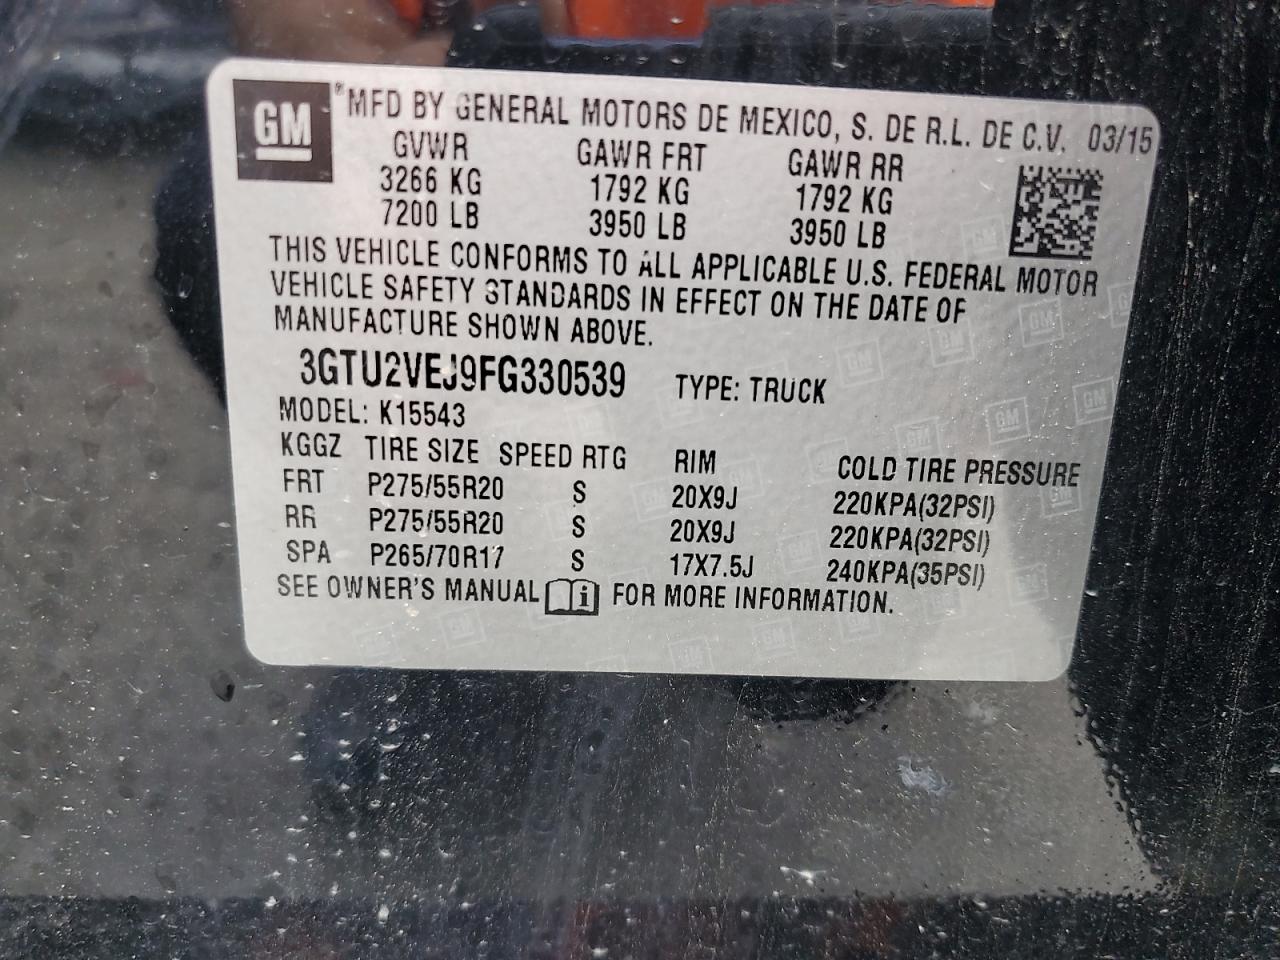 GM ® MFD BY GENERAL MOTORS DE MEXICO, S. DE R.L. DE C.V. 03/15
GVWR GAWR FRT GAWR RR
3266 KG 1792 KG 1792 KG
7200 LB 3950 LB 3950 LB
THIS VEHICLE CONFORMS TO ALL APPLICABLE U.S. FEDERAL MOTOR
VEHICLE SAFETY STANDARDS IN EFFECT ON THE DATE OF
MANUFACTURE SHOWN ABOVE.
3GTU2VEJ9FG330539 TYPE: TRUCK
MODEL: K15543
KGGZ TIRE SIZE SPEED RTG RIM COLD TIRE PRESSURE
FRT P275/55R20 S 20X9J 220KPA(32PSI)
RR P275/55R20 S 20X9J 220KPA(32PSI)
SPA P265/70R17 S 17X7.5J 240KPA(35PSI)
SEE OWNER'S MANUAL i FOR MORE INFORMATION.